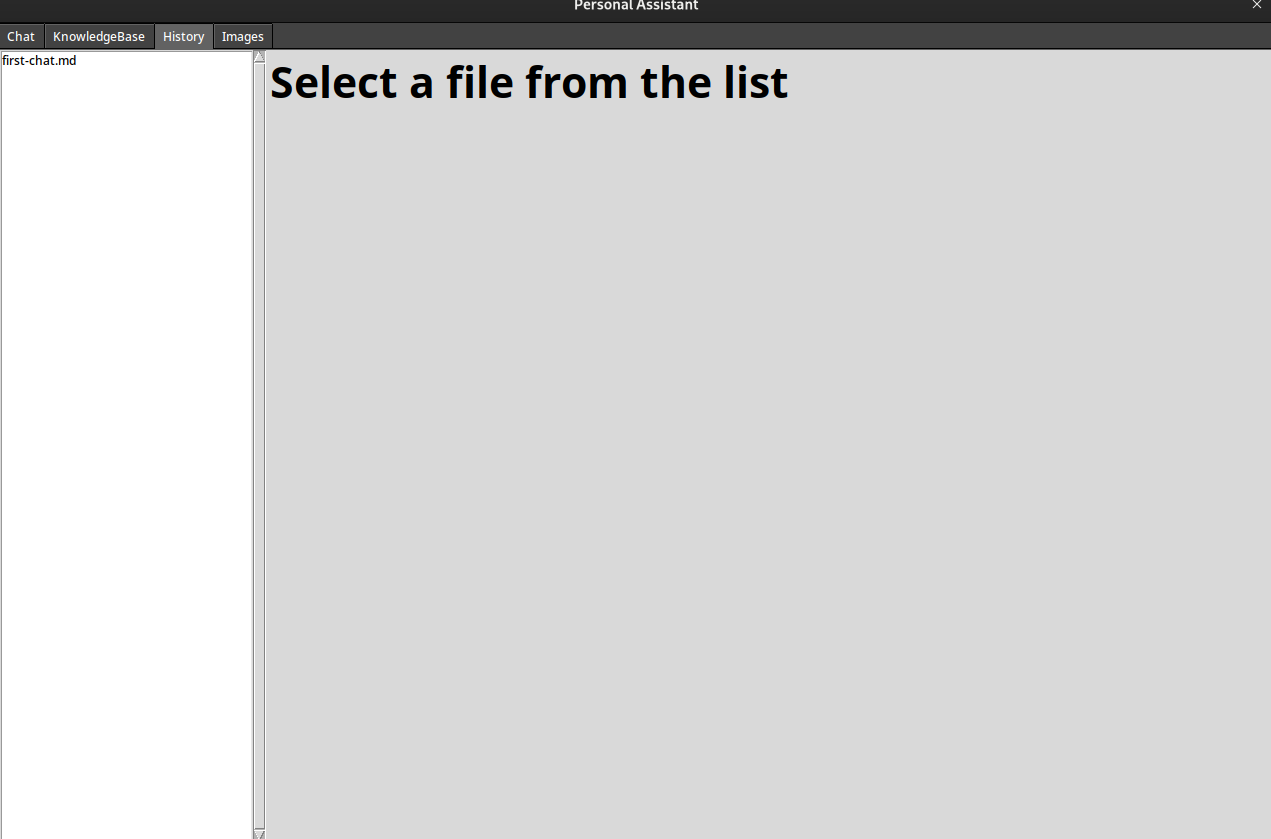 Personal Assistant
Chat KnowledgeBase History Images
first-chat.md
Select a file from the list